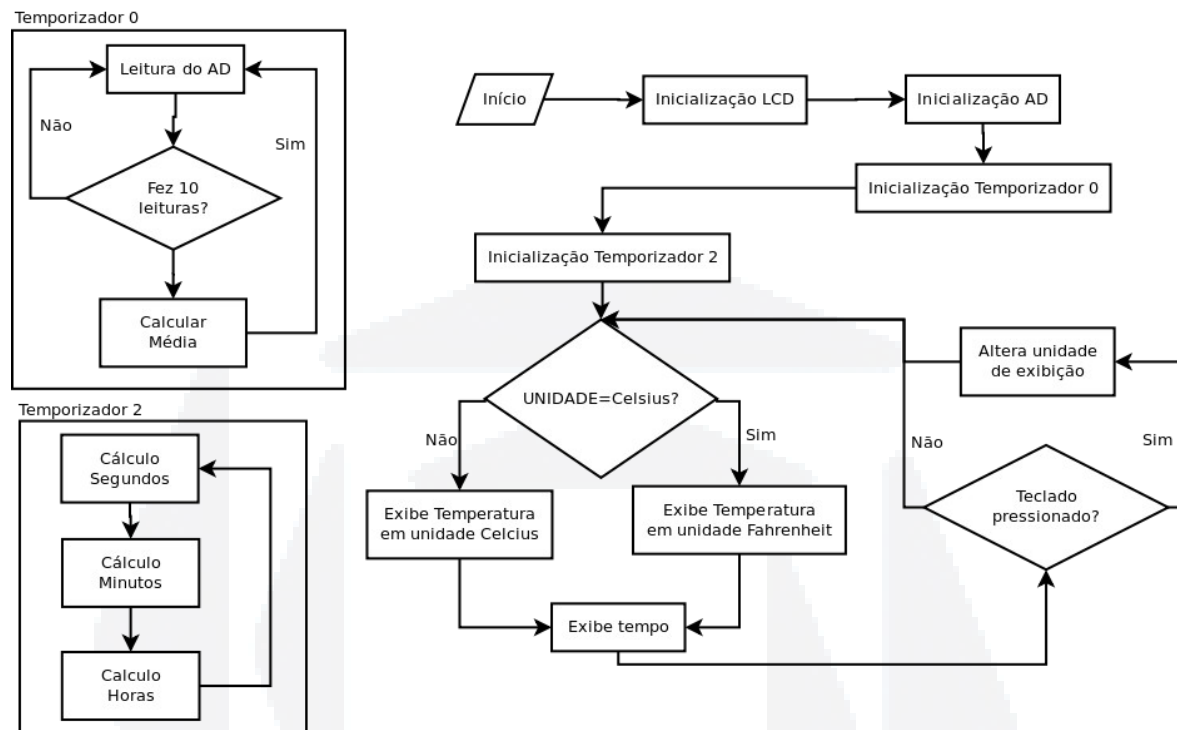 Temporizador 0
Leitura do AD
Não
Sim
Fez 10
leituras?
Calcular
Média
Temporizador 2
Cálculo
Segundos
Cálculo
Minutos
Calculo
Horas
Início
Inicialização LCD
Inicialização AD
Inicialização Temporizador 0
Inicialização Temporizador 2
UNIDADE=Celsius?
Não
Sim
Exibe Temperatura
em unidade Celcius
Exibe Temperatura
em unidade Fahrenheit
Exibe tempo
Altera unidade
de exibição
Não
Sim
Teclado
pressionado?